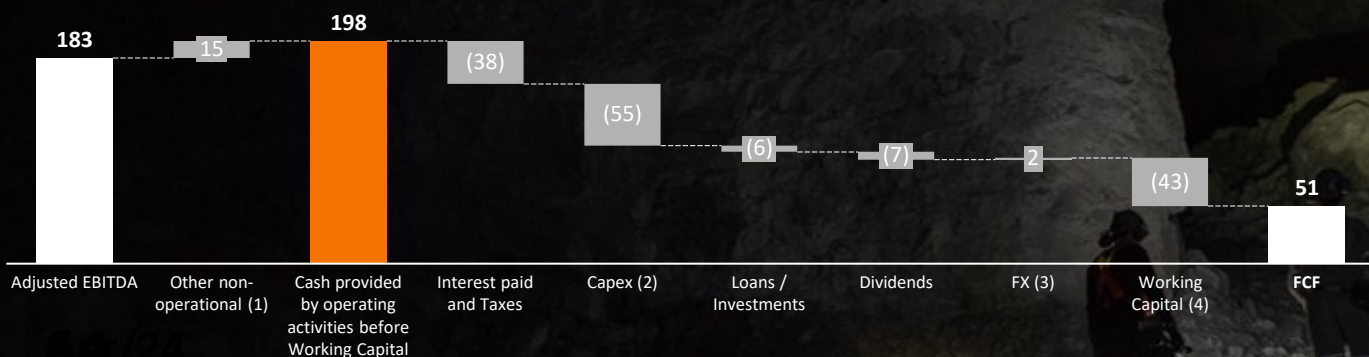 183
15
198
(38)
(55)
(6)
(7)
2
(43)
51
Adjusted EBITDA
Other non-
operational (1)
Cash provided
by operating
activities before
Working Capital
Interest paid
and Taxes
Capex (2)
Loans /
Investments
Dividends
FX (3)
Working
Capital (4)
FCF